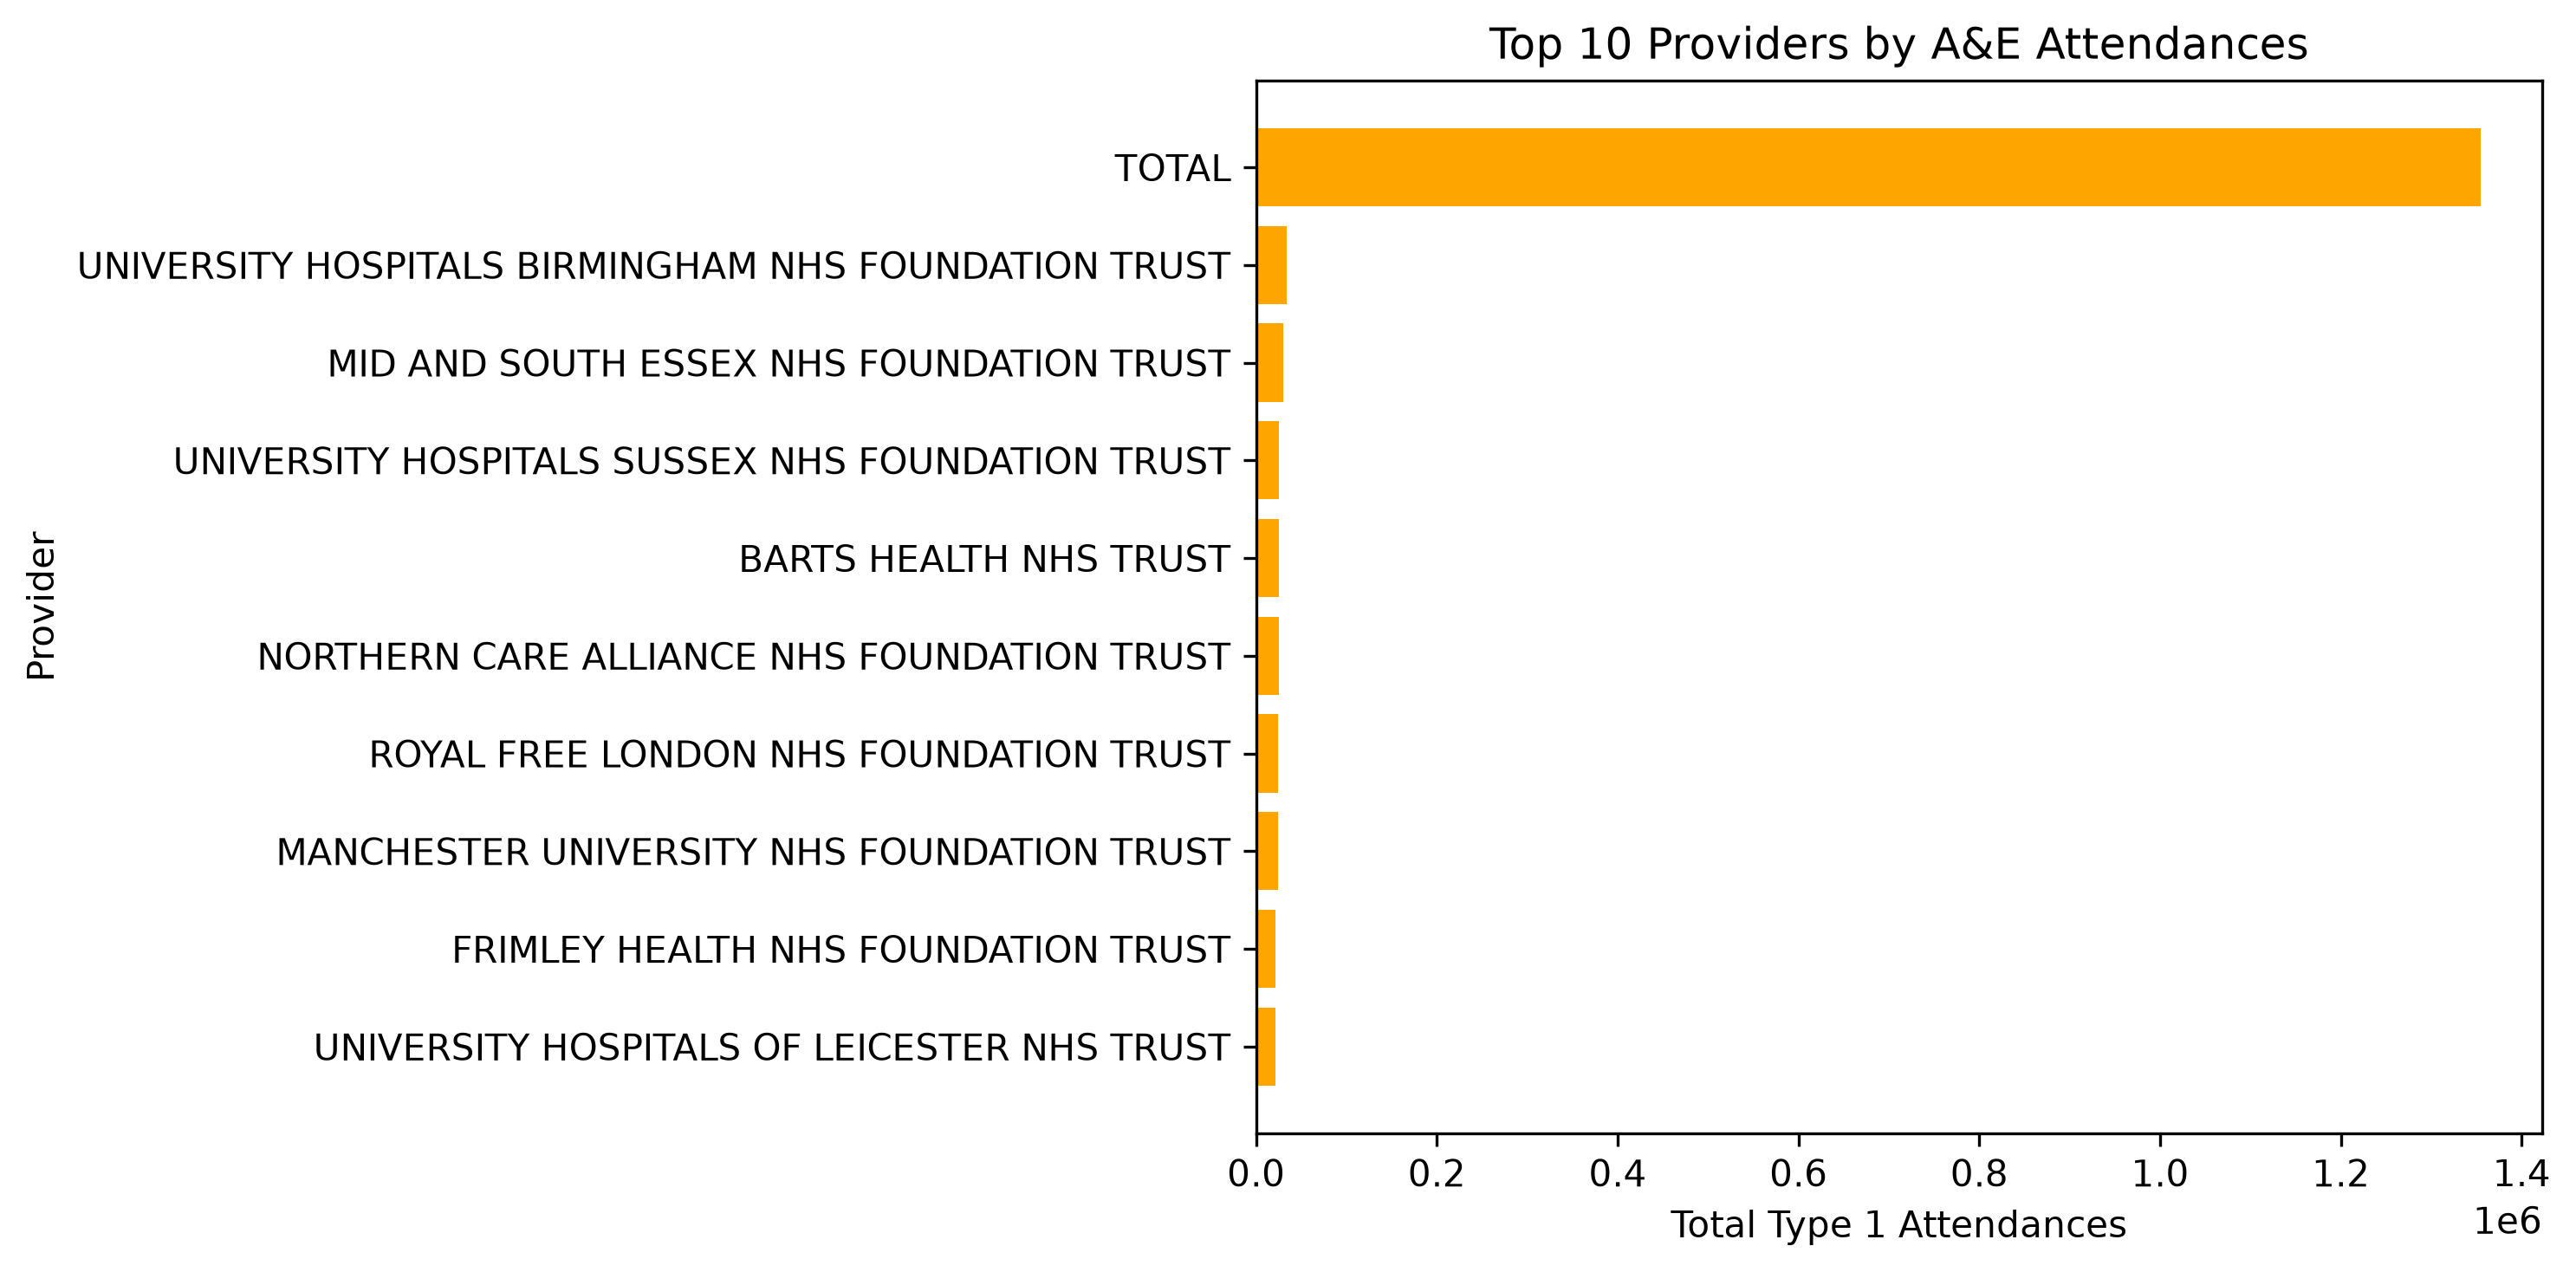 Top 10 Providers by A&E Attendances
Provider
TOTAL
UNIVERSITY HOSPITALS BIRMINGHAM NHS FOUNDATION TRUST
MID AND SOUTH ESSEX NHS FOUNDATION TRUST
UNIVERSITY HOSPITALS SUSSEX NHS FOUNDATION TRUST
BARTS HEALTH NHS TRUST
NORTHERN CARE ALLIANCE NHS FOUNDATION TRUST
ROYAL FREE LONDON NHS FOUNDATION TRUST
MANCHESTER UNIVERSITY NHS FOUNDATION TRUST
FRIMLEY HEALTH NHS FOUNDATION TRUST
UNIVERSITY HOSPITALS OF LEICESTER NHS TRUST
0.0 0.2 0.4 0.6 0.8 1.0 1.2 1.4
1e6
Total Type 1 Attendances